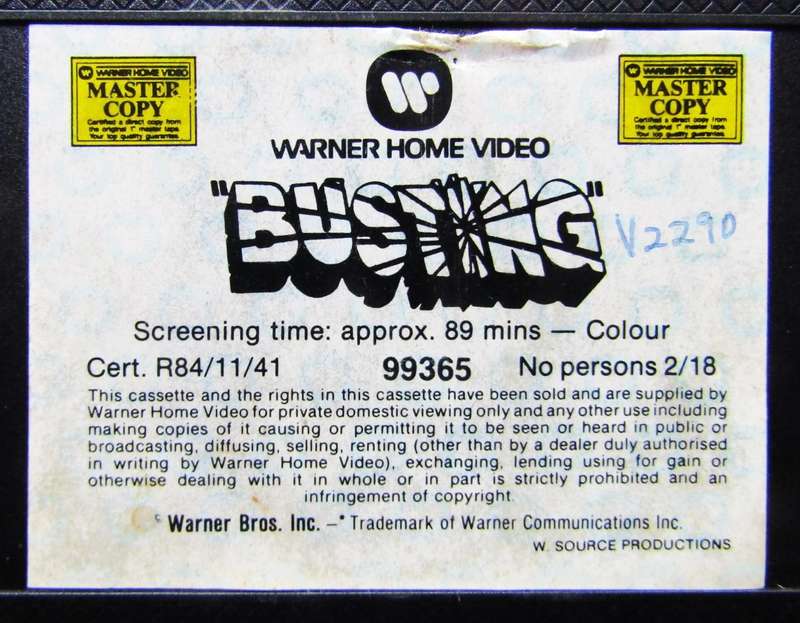 WARNER HOME VIDEO
MASTER
COPY
Certified a direct copy from
the original 1" master tape.
Your top quality guarantee.
WARNER HOME VIDEO
MASTER
COPY
Certified a direct copy from
the original 1" master tape.
Your top quality guarantee.
WARNER HOME VIDEO
"BUSTING"
V2290
Screening time: approx. 89 mins — Colour
Cert. R84/11/41 99365 No persons 2/18
This cassette and the rights in this cassette have been sold and are supplied by
Warner Home Video for private domestic viewing only and any other use including
making copies of it causing or permitting it to be seen or heard in public or
broadcasting, diffusing, selling, renting (other than by a dealer duly authorised
in writing by Warner Home Video), exchanging, lending using for gain or
otherwise dealing with it in whole or in part is strictly prohibited and an
infringement of copyright.
© Warner Bros. Inc. –* Trademark of Warner Communications Inc.
W. SOURCE PRODUCTIONS